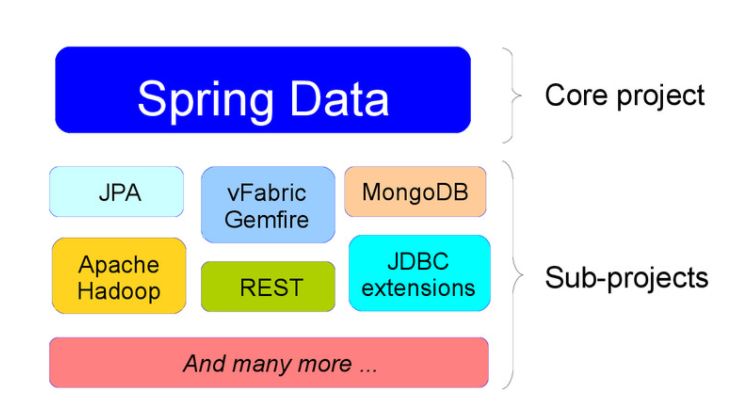 Spring Data
Core project
JPA
vFabric
Gemfire
MongoDB
Apache
Hadoop
REST
JDBC
extensions
Sub-projects
And many more ...